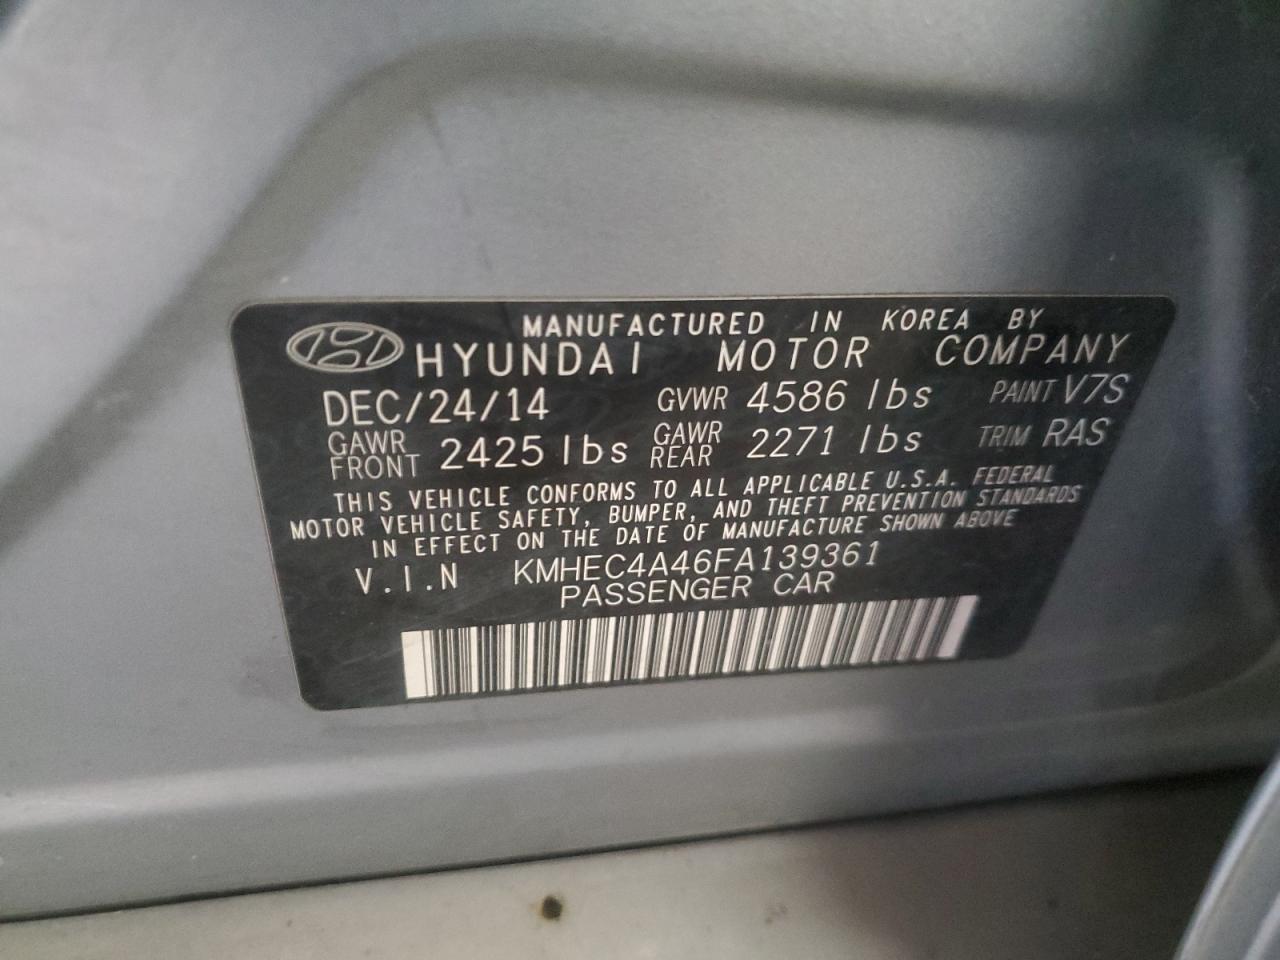 MANUFACTURED IN KOREA BY
HYUNDAI MOTOR COMPANY
DEC/24/14 GVWR 4586 lbs PAINT V7S
GAWR FRONT 2425 lbs GAWR REAR 2271 lbs TRIM RAS
THIS VEHICLE CONFORMS TO ALL APPLICABLE U.S.A. FEDERAL
MOTOR VEHICLE SAFETY, BUMPER, AND THEFT PREVENTION STANDARDS
IN EFFECT ON THE DATE OF MANUFACTURE SHOWN ABOVE
V.I.N KMHEC4A46FA139361
PASSENGER CAR